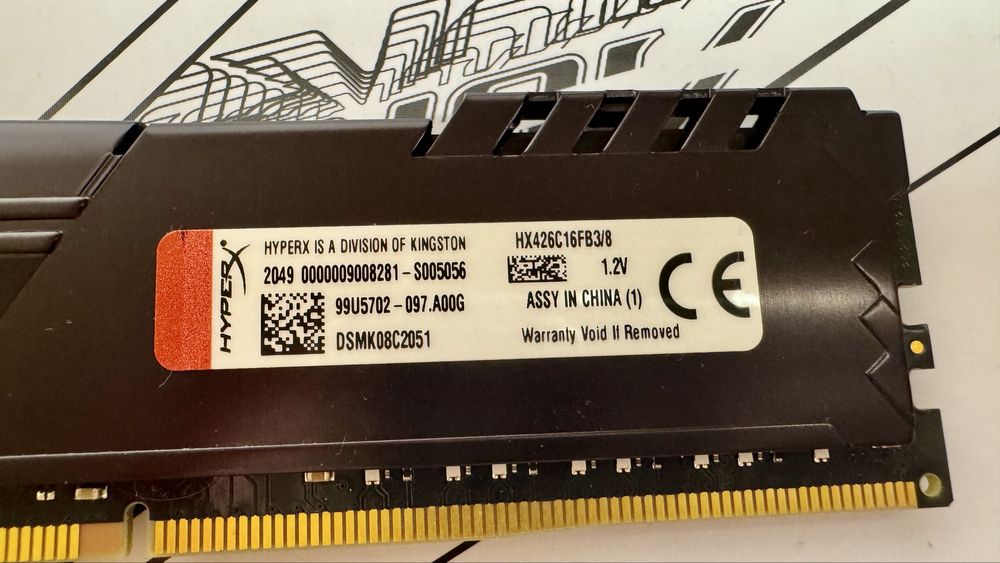 HYPERX
HYPERX IS A DIVISION OF KINGSTON
2049 0000009008281-S005056
99U5702-097.A00G
DSMK08C2051
HX426C16FB3/8
1.2V
ASSY IN CHINA (1)
Warranty Void If Removed
CE